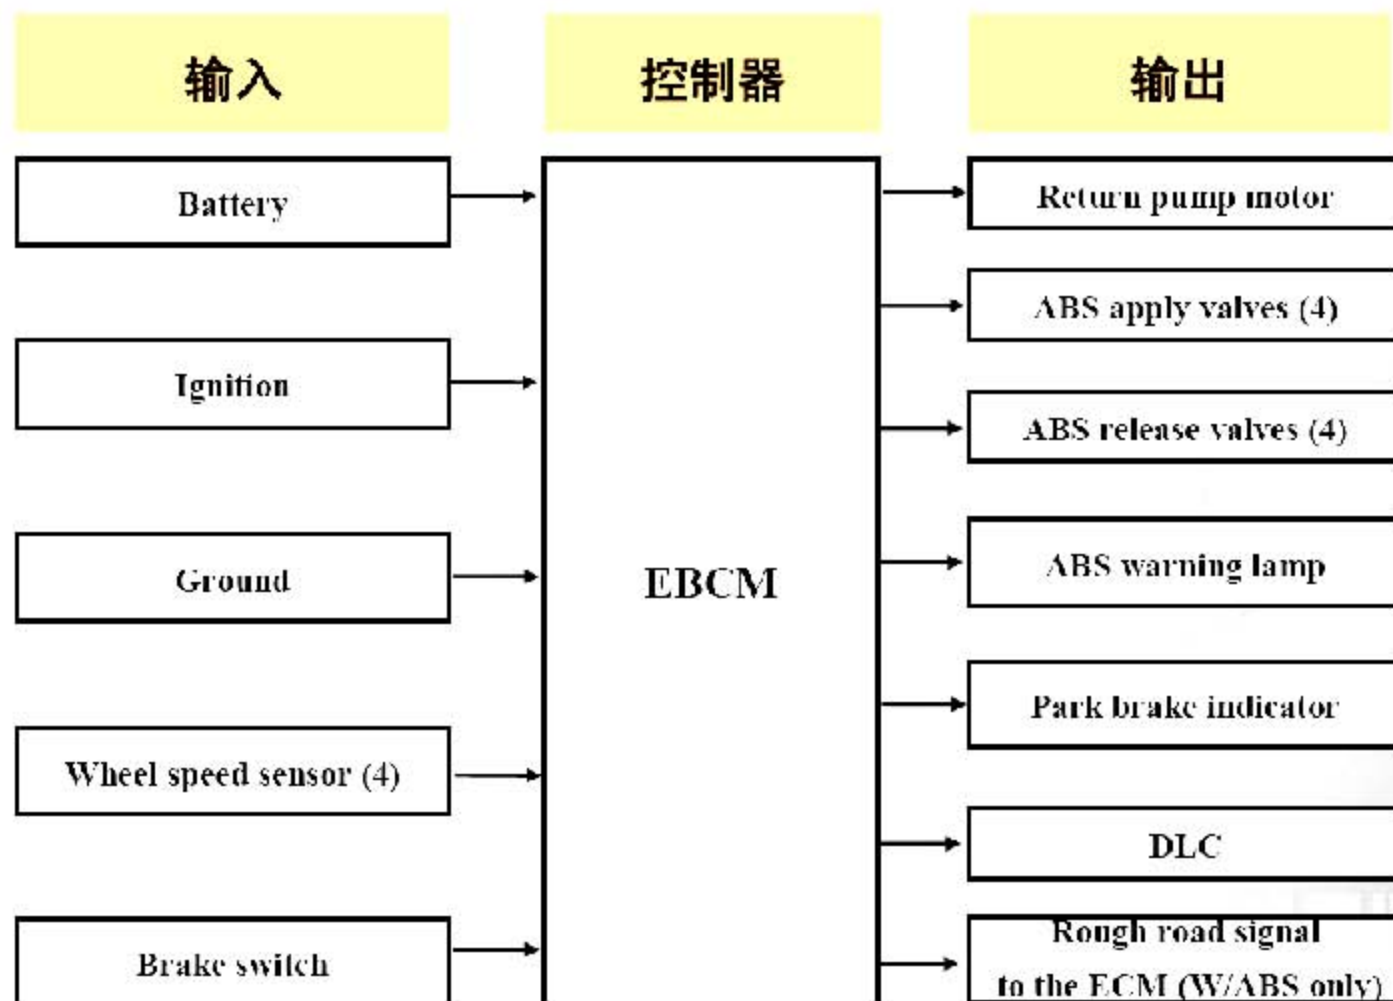 输入
控制器
输出
Battery
Ignition
Ground
Wheel speed sensor (4)
Brake switch
EBCM
Return pump motor
ABS apply valves (4)
ABS release valves (4)
ABS warning lamp
Park brake indicator
DLC
Rough road signal
to the ECM (W/ABS only)